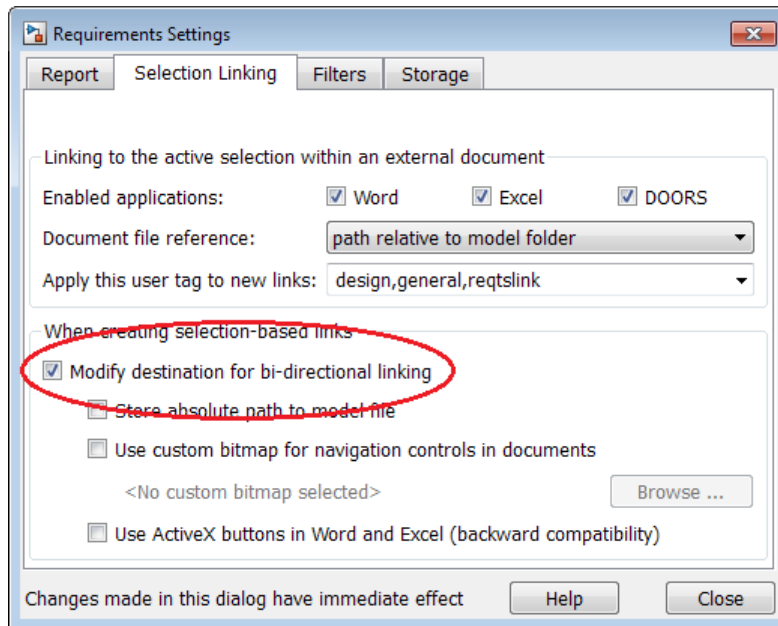 Requirements Settings
Report Selection Linking Filters Storage
Linking to the active selection within an external document
Enabled applications: Word Excel DOORS
Document file reference: path relative to model folder
Apply this user tag to new links: design,general,reqtslink
When creating selection-based links
Modify destination for bi-directional linking
Store absolute path to model file
Use custom bitmap for navigation controls in documents
<No custom bitmap selected> Browse ...
Use ActiveX buttons in Word and Excel (backward compatibility)
Changes made in this dialog have immediate effect Help Close